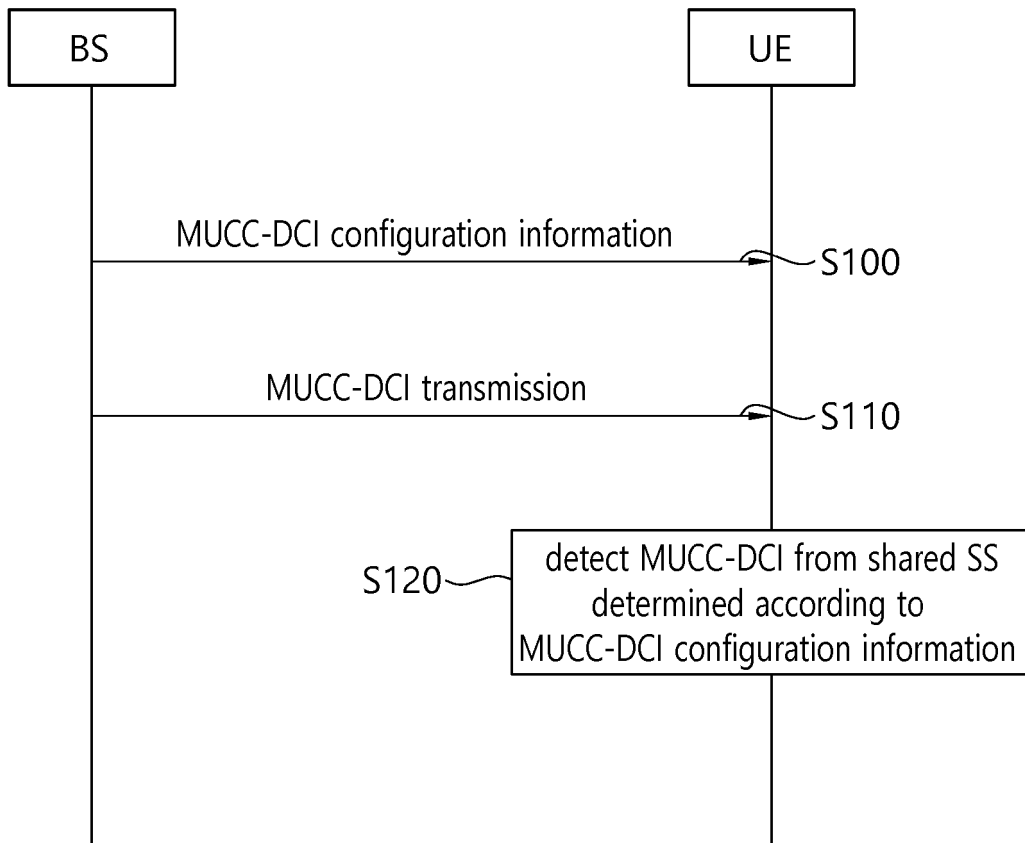 BS
UE
MUCC-DCI configuration information
S100
MUCC-DCI transmission
S110
S120
detect MUCC-DCI from shared SS
determined according to
MUCC-DCI configuration information